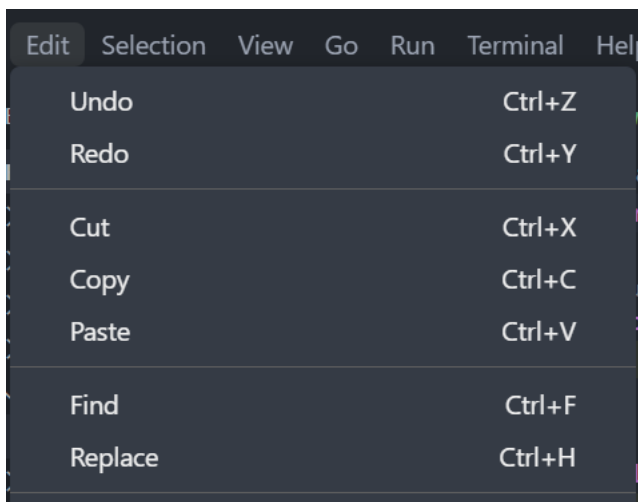 Edit Selection View Go Run Terminal
Undo Ctrl+Z
Redo Ctrl+Y
Cut Ctrl+X
Copy Ctrl+C
Paste Ctrl+V
Find Ctrl+F
Replace Ctrl+H